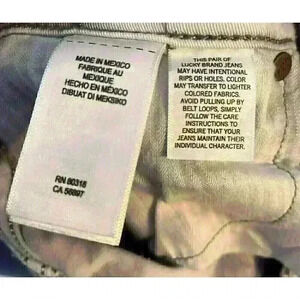 MADE IN MEXICO
FABRIQUE AU
MEXIQUE
HECHO EN MÉXICO
DIBUAT DI MEKSIKO
RN 80318
CA 56897
THIS PAIR OF
LUCKY BRAND JEANS
MAY HAVE INTENTIONAL
RIPS OR HOLES. COLOR
MAY TRANSFER TO LIGHTER
COLORED FABRICS.
AVOID PULLING UP BY
BELT LOOPS, SIMPLY
FOLLOW THE CARE
INSTRUCTIONS TO
ENSURE THAT YOUR
JEANS MAINTAIN THEIR
INDIVIDUAL CHARACTER.